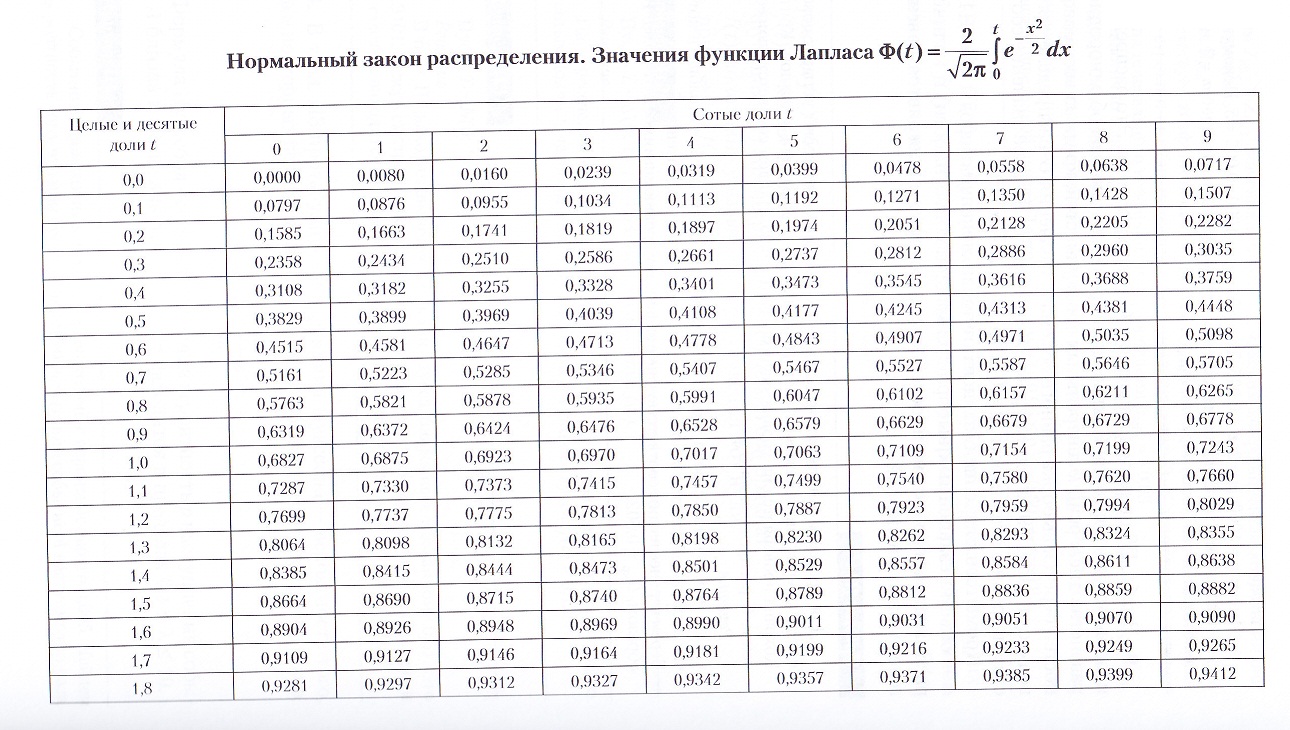 Нормальный закон распределения. Значения функции Лапласа Φ(t) = 2/√2π ∫₀ᵗ e^(−x²/2) dx
Целые и десятые доли t Сотые доли t
0 1 2 3 4 5 6 7 8 9
0,0 0,0000 0,0080 0,0160 0,0239 0,0319 0,0399 0,0478 0,0558 0,0638 0,0717
0,1 0,0797 0,0876 0,0955 0,1034 0,1113 0,1192 0,1271 0,1350 0,1428 0,1507
0,2 0,1585 0,1663 0,1741 0,1819 0,1897 0,1974 0,2051 0,2128 0,2205 0,2282
0,3 0,2358 0,2434 0,2510 0,2586 0,2661 0,2737 0,2812 0,2886 0,2960 0,3035
0,4 0,3108 0,3182 0,3255 0,3328 0,3401 0,3473 0,3545 0,3616 0,3688 0,3759
0,5 0,3829 0,3899 0,3969 0,4039 0,4108 0,4177 0,4245 0,4313 0,4381 0,4448
0,6 0,4515 0,4581 0,4647 0,4713 0,4778 0,4843 0,4907 0,4971 0,5035 0,5098
0,7 0,5161 0,5223 0,5285 0,5346 0,5407 0,5467 0,5527 0,5587 0,5646 0,5705
0,8 0,5763 0,5821 0,5878 0,5935 0,5991 0,6047 0,6102 0,6157 0,6211 0,6265
0,9 0,6319 0,6372 0,6424 0,6476 0,6528 0,6579 0,6629 0,6679 0,6729 0,6778
1,0 0,6827 0,6875 0,6923 0,6970 0,7017 0,7063 0,7109 0,7154 0,7199 0,7243
1,1 0,7287 0,7330 0,7373 0,7415 0,7457 0,7499 0,7540 0,7580 0,7620 0,7660
1,2 0,7699 0,7737 0,7775 0,7813 0,7850 0,7887 0,7923 0,7959 0,7994 0,8029
1,3 0,8064 0,8098 0,8132 0,8165 0,8198 0,8230 0,8262 0,8293 0,8324 0,8355
1,4 0,8385 0,8415 0,8444 0,8473 0,8501 0,8529 0,8557 0,8584 0,8611 0,8638
1,5 0,8664 0,8690 0,8715 0,8740 0,8764 0,8789 0,8812 0,8836 0,8859 0,8882
1,6 0,8904 0,8926 0,8948 0,8969 0,8990 0,9011 0,9031 0,9051 0,9070 0,9090
1,7 0,9109 0,9127 0,9146 0,9164 0,9181 0,9199 0,9216 0,9233 0,9249 0,9265
1,8 0,9281 0,9297 0,9312 0,9327 0,9342 0,9357 0,9371 0,9385 0,9399 0,9412